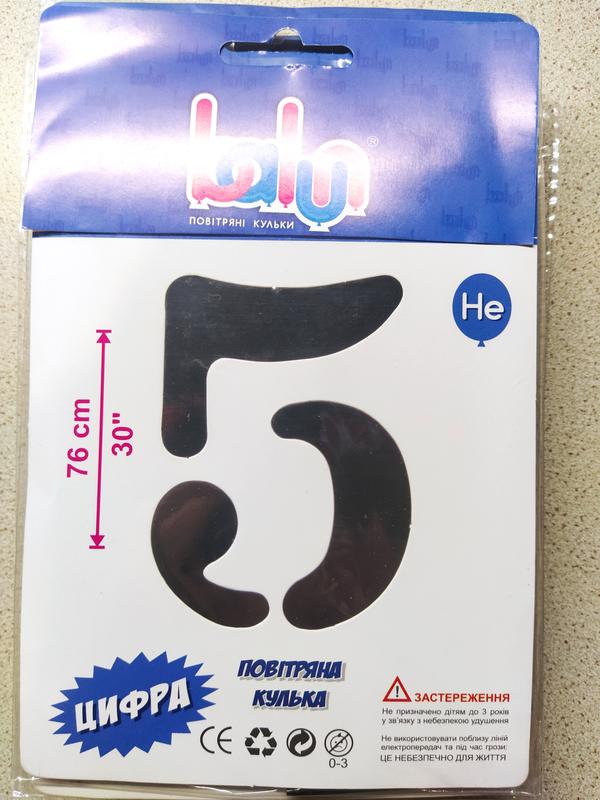 balun®
ПОВІТРЯНІ КУЛЬКИ
He
5
76 cm
30"
ЦИФРА
ПОВІТРЯНА
КУЛЬКА
CE
0-3
ЗАСТЕРЕЖЕННЯ
Не призначено дітям до 3 років
у зв'язку з небезпекою удушення
Не використовувати поблизу ліній
електропередач та під час грози:
ЦЕ НЕБЕЗПЕЧНО ДЛЯ ЖИТТЯ